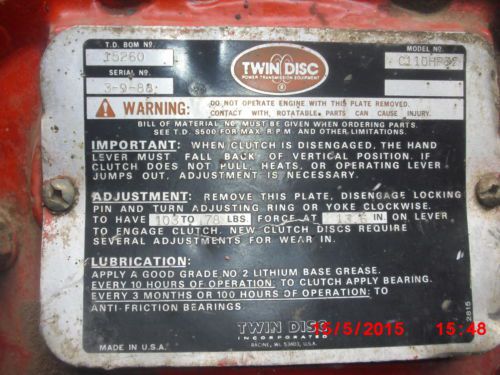 T.D. BOM NO.
15260
SERIAL NO.
3-9-88
TWIN DISC
POWER TRANSMISSION EQUIPMENT
®
MODEL NO.
WARNING: DO NOT OPERATE ENGINE WITH THIS PLATE REMOVED.
CONTACT WITH ROTATABLE PARTS CAN CAUSE INJURY.
BILL OF MATERIAL NO. MUST BE GIVEN WHEN ORDERING PARTS.
SEE T.D. S500 FOR MAX. R.P.M. AND OTHER LIMITATIONS.
IMPORTANT: WHEN CLUTCH IS DISENGAGED, THE HAND
LEVER MUST FALL BACK OF VERTICAL POSITION. IF
CLUTCH DOES NOT PULL, HEATS, OR OPERATING LEVER
JUMPS OUT, ADJUSTMENT IS NECESSARY.
ADJUSTMENT: REMOVE THIS PLATE, DISENGAGE LOCKING
PIN AND TURN ADJUSTING RING OR YOKE CLOCKWISE.
TO HAVE 103 TO 78 LBS. FORCE AT IN. ON LEVER
TO ENGAGE CLUTCH. NEW CLUTCH DISCS REQUIRE
SEVERAL ADJUSTMENTS FOR WEAR IN.
LUBRICATION:
APPLY A GOOD GRADE NO. 2 LITHIUM BASE GREASE.
EVERY 10 HOURS OF OPERATION: TO CLUTCH APPLY BEARING.
EVERY 3 MONTHS OR 100 HOURS OF OPERATION: TO
ANTI-FRICTION BEARINGS.
2815
TWIN DISC
INCORPORATED
RACINE, WI. 53403, U.S.A.
MADE IN U.S.A.
15/5/2015 15:48